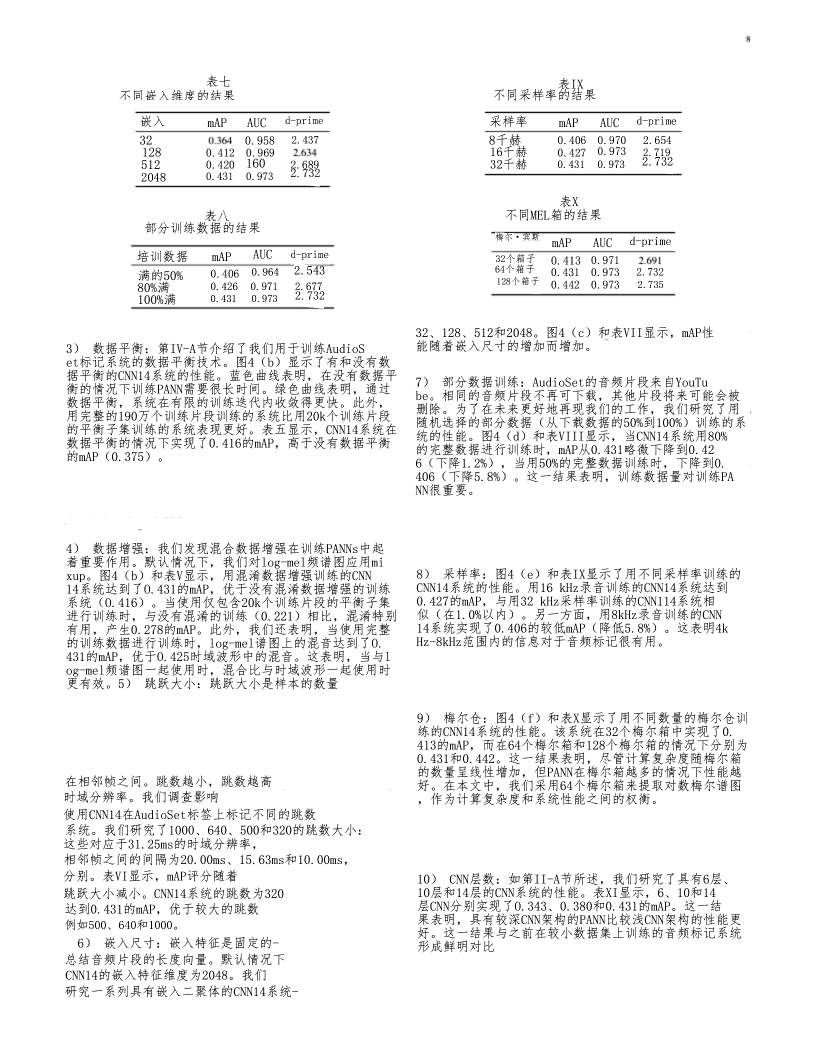 8
表七
不同嵌入维度的结果
嵌入 mAP AUC d-prime
32 0.364 0.958 2.437
128 0.412 0.969 2.634
512 0.420 160 2.689
2048 0.431 0.973 2.732
表八
部分训练数据的结果
培训数据 mAP AUC d-prime
满的50% 0.406 0.964 2.543
80%满 0.426 0.971 2.677
100%满 0.431 0.973 2.732
3） 数据平衡：第IV-A节介绍了我们用于训练AudioS
et标记系统的数据平衡技术。图4（b）显示了有和没有数
据平衡的CNN14系统的性能。蓝色曲线表明，在没有数据平
衡的情况下训练PANN需要很长时间。绿色曲线表明，通过
数据平衡，系统在有限的训练迭代内收敛得更快。此外，
用完整的190万个训练片段训练的系统比用20k个训练片段
的平衡子集训练的系统表现更好。表五显示，CNN14系统在
数据平衡的情况下实现了0.416的mAP，高于没有数据平衡
的mAP（0.375）。
4） 数据增强：我们发现混合数据增强在训练PANNs中起
着重要作用。默认情况下，我们对log-mel频谱图应用mi
xup。图4（b）和表V显示，用混淆数据增强训练的CNN
14系统达到了0.431的mAP，优于没有混淆数据增强的训练
系统（0.416）。当使用仅包含20k个训练片段的平衡子集
进行训练时，与没有混淆的训练（0.221）相比，混淆特别
有用，产生0.278的mAP。此外，我们还表明，当使用完整
的训练数据进行训练时，log-mel谱图上的混音达到了0.
431的mAP，优于0.425时域波形中的混音。这表明，当与l
og-mel频谱图一起使用时，混合比与时域波形一起使用时
更有效。5） 跳跃大小：跳跃大小是样本的数量
在相邻帧之间。跳数越小，跳数越高
时域分辨率。我们调查影响
使用CNN14在AudioSet标签上标记不同的跳数
系统。我们研究了1000、640、500和320的跳数大小：
这些对应于31.25ms的时域分辨率，
相邻帧之间的间隔为20.00ms、15.63ms和10.00ms，
分别。表VI显示，mAP评分随着
跳跃大小减小。CNN14系统的跳数为320
达到0.431的mAP，优于较大的跳数
例如500、640和1000。
6） 嵌入尺寸：嵌入特征是固定的-
总结音频片段的长度向量。默认情况下
CNN14的嵌入特征维度为2048。我们
研究一系列具有嵌入二聚体的CNN14系统-
表IX
不同采样率的结果
采样率 mAP AUC d-prime
8千赫 0.406 0.970 2.654
16千赫 0.427 0.973 2.719
32千赫 0.431 0.973 2.732
表X
不同MEL箱的结果
梅尔·宾斯 mAP AUC d-prime
32个箱子 0.413 0.971 2.691
64个箱子 0.431 0.973 2.732
128个箱子 0.442 0.973 2.735
32、128、512和2048。图4（c）和表VII显示，mAP性
能随着嵌入尺寸的增加而增加。
7） 部分数据训练：AudioSet的音频片段来自YouTu
be。相同的音频片段不再可下载，其他片段将来可能会被
删除。为了在未来更好地再现我们的工作，我们研究了用
随机选择的部分数据（从下载数据的50%到100%）训练的系
统的性能。图4（d）和表VIII显示，当CNN14系统用80%
的完整数据进行训练时，mAP从0.431略微下降到0.42
6（下降1.2%），当用50%的完整数据训练时，下降到0.
406（下降5.8%）。这一结果表明，训练数据量对训练PA
NN很重要。
8） 采样率：图4（e）和表IX显示了用不同采样率训练的
CNN14系统的性能。用16 kHz录音训练的CNN14系统达到
0.427的mAP，与用32 kHz采样率训练的CNN114系统相
似（在1.0%以内）。另一方面，用8kHz录音训练的CNN
14系统实现了0.406的较低mAP（降低5.8%）。这表明4k
Hz-8kHz范围内的信息对于音频标记很有用。
9） 梅尔仓：图4（f）和表X显示了用不同数量的梅尔仓训
练的CNN14系统的性能。该系统在32个梅尔箱中实现了0.
413的mAP，而在64个梅尔箱和128个梅尔箱的情况下分别为
0.431和0.442。这一结果表明，尽管计算复杂度随梅尔箱
的数量呈线性增加，但PANN在梅尔箱越多的情况下性能越
好。在本文中，我们采用64个梅尔箱来提取对数梅尔谱图
，作为计算复杂度和系统性能之间的权衡。
10） CNN层数：如第II-A节所述，我们研究了具有6层、
10层和14层的CNN系统的性能。表XI显示，6、10和14
层CNN分别实现了0.343、0.380和0.431的mAP。这一结
果表明，具有较深CNN架构的PANN比较浅CNN架构的性能更
好。这一结果与之前在较小数据集上训练的音频标记系统
形成鲜明对比